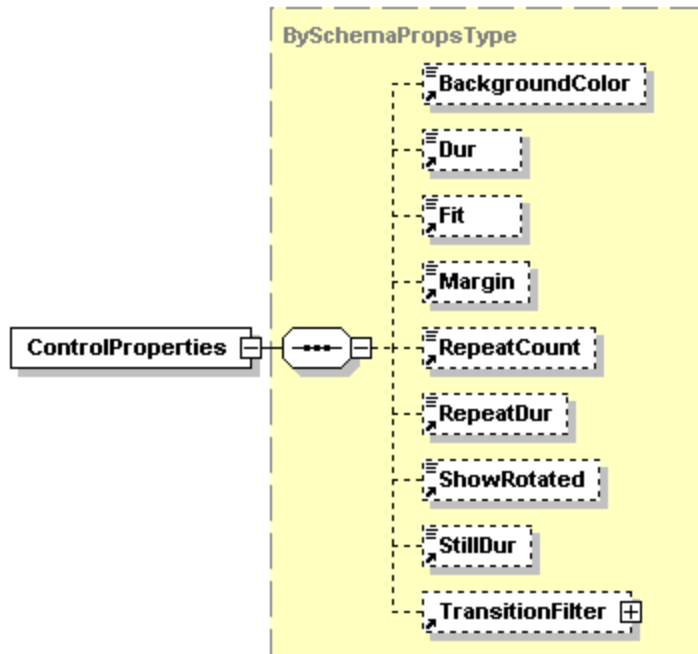 BySchemaPropsType
BackgroundColor
Dur
Fit
Margin
ControlProperties
RepeatCount
RepeatDur
ShowRotated
StillDur
TransitionFilter